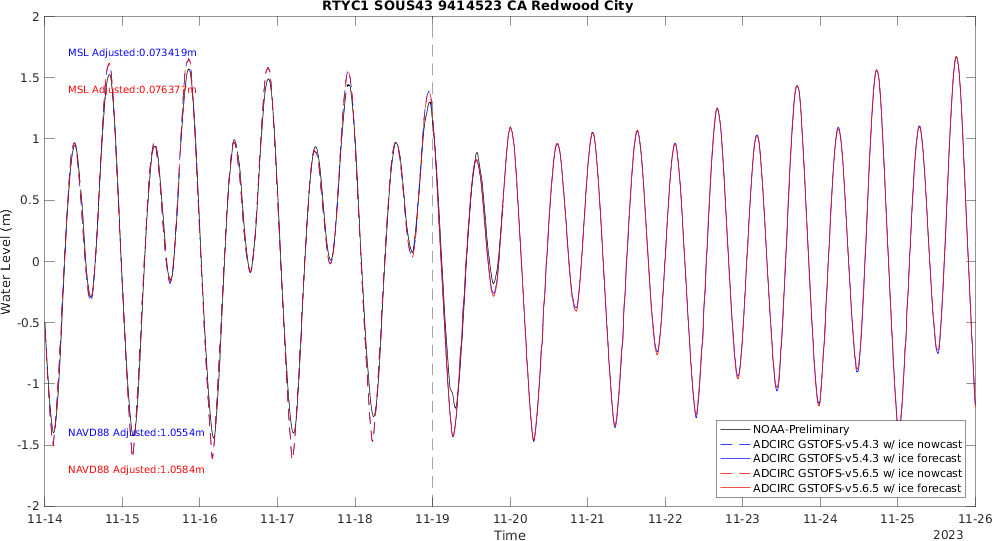 RTYC1 SOUS43 9414523 CA Redwood City
2
1.5
1
0.5
0
-0.5
-1
-1.5
-2
Water Level (m)
MSL Adjusted:0.073419m
MSL Adjusted:0.076377m
NAVD88 Adjusted:1.0554m
NAVD88 Adjusted:1.0584m
NOAA-Preliminary
ADCIRC GSTOFS-v5.4.3 w/ ice nowcast
ADCIRC GSTOFS-v5.4.3 w/ ice forecast
ADCIRC GSTOFS-v5.6.5 w/ ice nowcast
ADCIRC GSTOFS-v5.6.5 w/ ice forecast
11-14 11-15 11-16 11-17 11-18 11-19 11-20 11-21 11-22 11-23 11-24 11-25 11-26
Time
2023